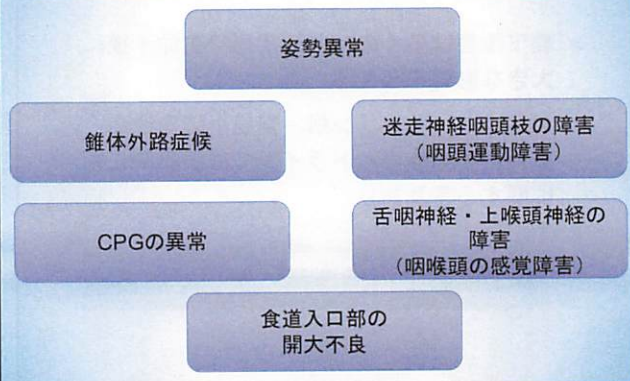 姿勢異常
錐体外路症候
迷走神経咽頭枝の障害
（咽頭運動障害）
CPGの異常
舌咽神経・上喉頭神経の
障害
（咽喉頭の感覚障害）
食道入口部の
開大不良